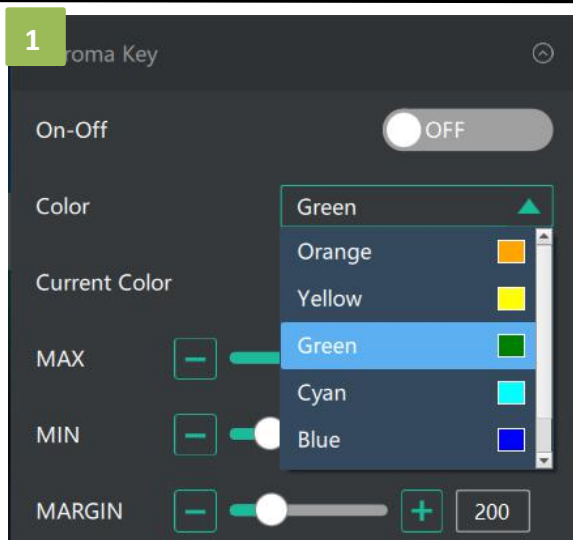 1
roma Key
On-Off OFF
Color Green
Orange
Current Color
Yellow
MAX Green
Cyan
MIN Blue
MARGIN 200